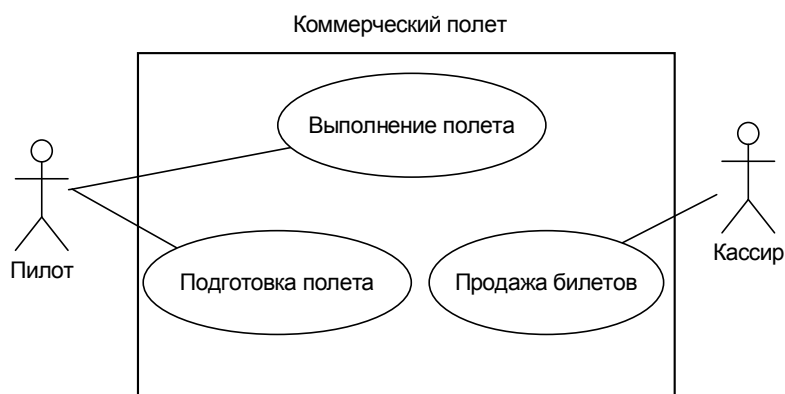 Коммерческий полет
Выполнение полета
Пилот
Подготовка полета
Продажа билетов
Кассир